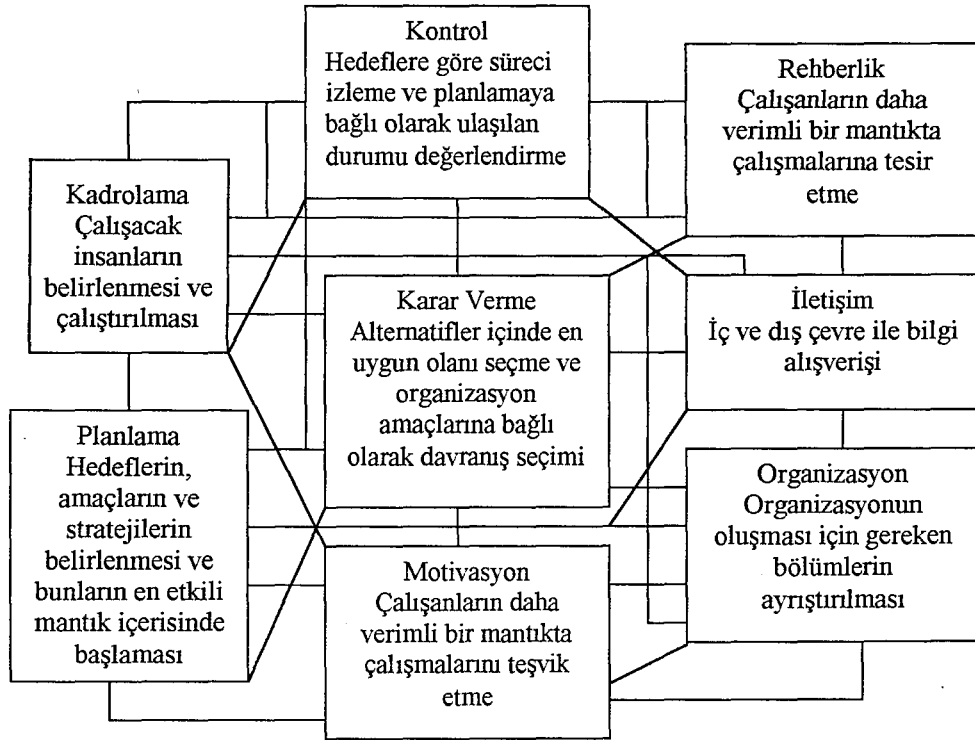 Kontrol
Hedeflere göre süreci
izleme ve planlamaya
bağlı olarak ulaşılan
durumu değerlendirme
Rehberlik
Çalışanların daha
verimli bir mantıkta
çalışmalarına tesir
etme
Kadrolama
Çalışacak
insanların
belirlenmesi ve
çalıştırılması
Karar Verme
Alternatifler içinde en
uygun olanı seçme ve
organizasyon
amaçlarına bağlı
olarak davranış seçimi
İletişim
İç ve dış çevre ile bilgi
alışverişi
Planlama
Hedeflerin,
amaçların ve
stratejilerin
belirlenmesi ve
bunların en etkili
mantık içerisinde
başlaması
Motivasyon
Çalışanların daha
verimli bir mantıkta
çalışmalarını teşvik
etme
Organizasyon
Organizasyonun
oluşması için gereken
bölümlerin
ayrıştırılması